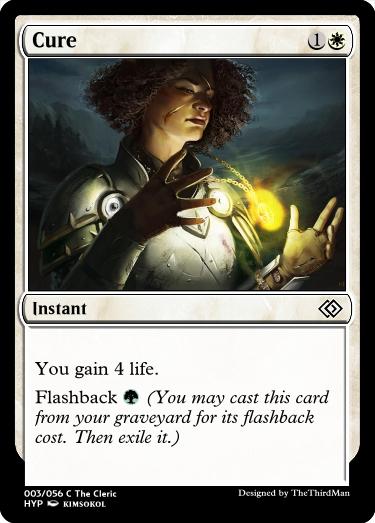 Cure 1
Instant
You gain 4 life.
Flashback (You may cast this card
from your graveyard for its flashback
cost. Then exile it.)
003/056 C The Cleric
HYP KIMSOKOL
Designed by TheThirdMan